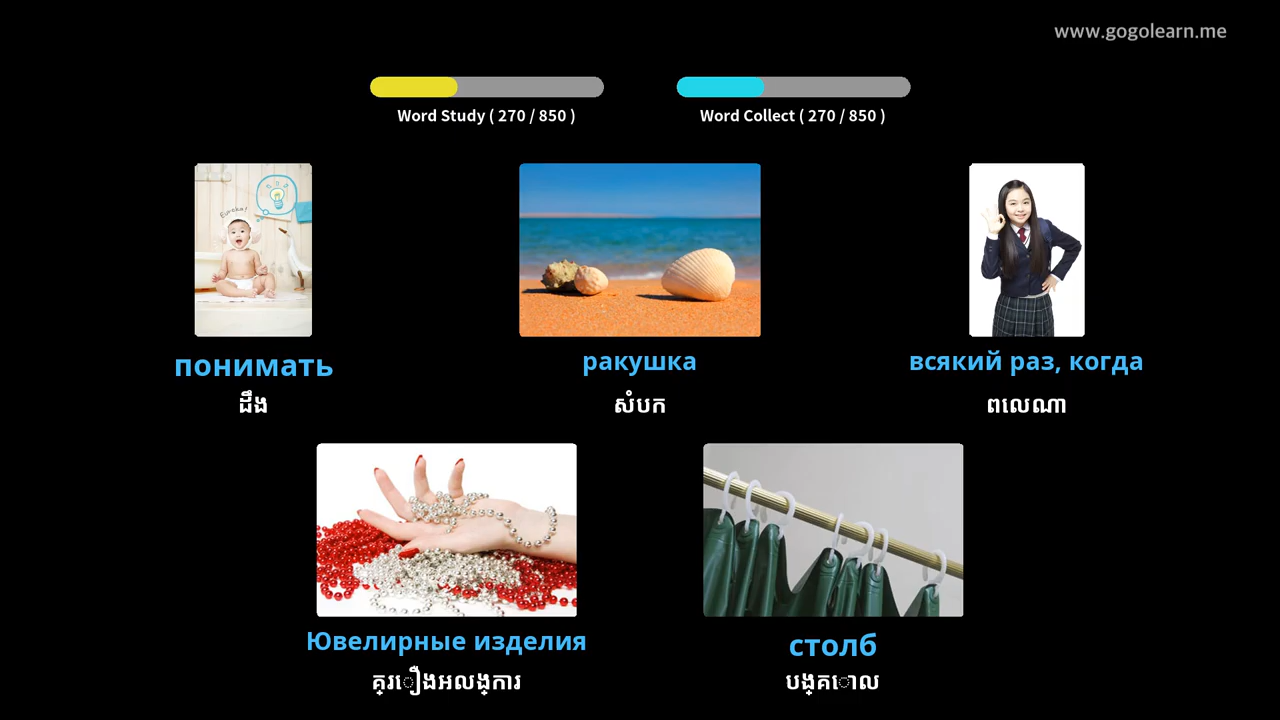 www.gogolearn.me
Word Study ( 270 / 850 )
Word Collect ( 270 / 850 )
Eureka!
понимать
ដឹង
ракушка
សំបក
всякий раз, когда
ពលេណា
Ювелирные изделия
គ្រឿងអលង្ការ
столб
បង្គោល